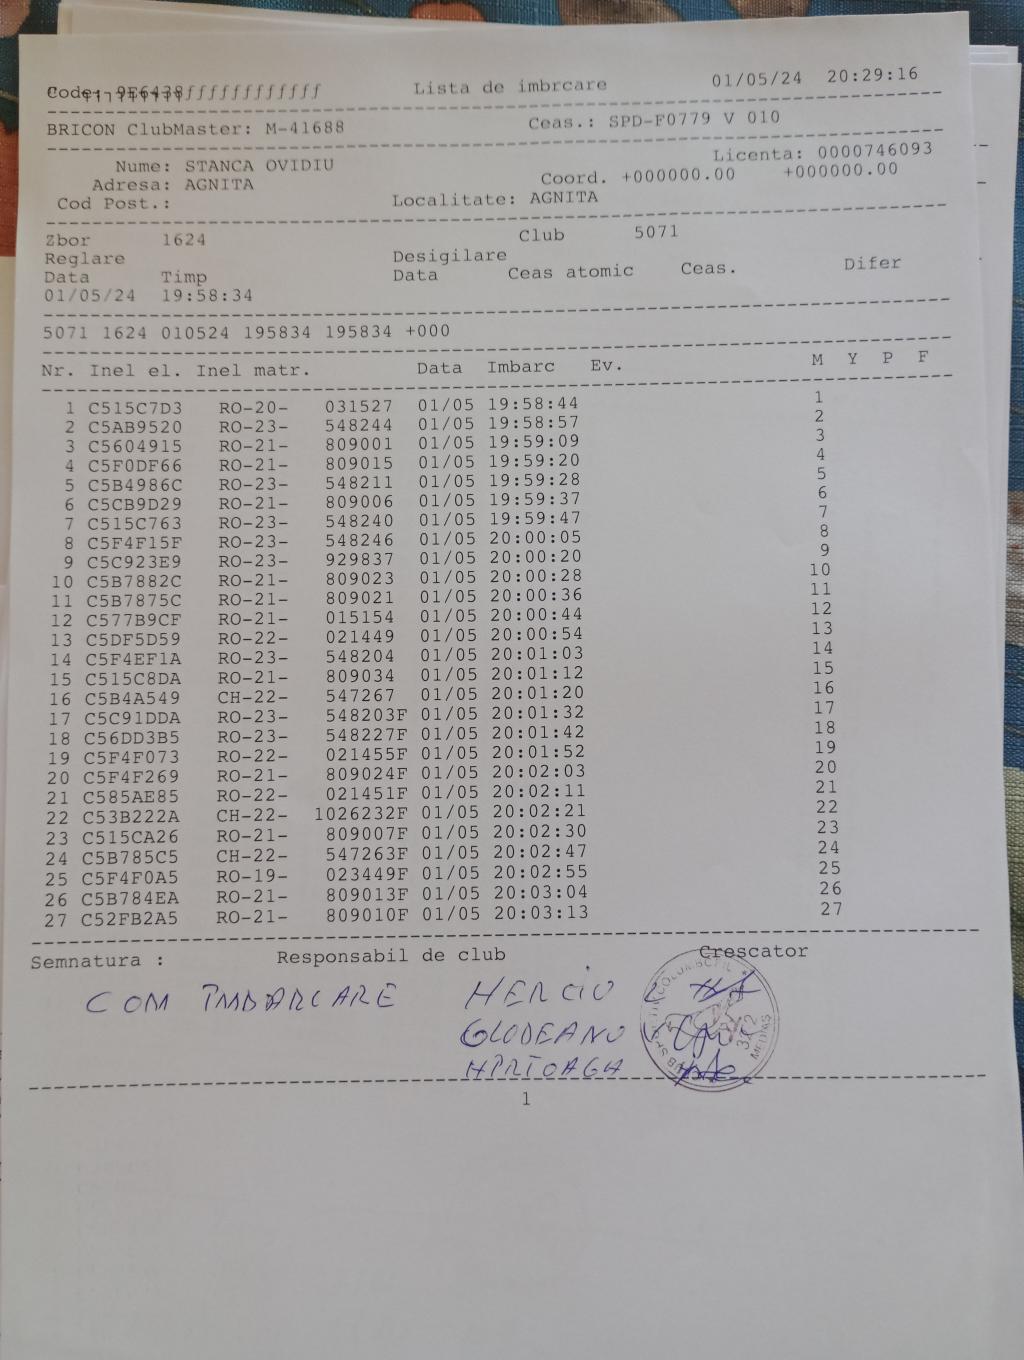 Code: 9E6438ffffffffffff Lista de imbrcare 01/05/24 20:29:16
BRICON ClubMaster: M-41688 Ceas.: SPD-F0779 V 010
Licenta: 0000746093
Nume: STANCA OVIDIU
Adresa: AGNITA Coord. +000000.00 +000000.00
Cod Post.: Localitate: AGNITA
Zbor 1624 Club 5071
Reglare Desigilare
Data Timp Data Ceas atomic Ceas. Difer
01/05/24 19:58:34
5071 1624 010524 195834 195834 +000
Nr. Inel el. Inel matr. Data Imbarc Ev. M Y P F
1 C515C7D3 RO-20- 031527 01/05 19:58:44 1
2 C5AB9520 RO-23- 548244 01/05 19:58:57 2
3 C5604915 RO-21- 809001 01/05 19:59:09 3
4 C5F0DF66 RO-21- 809015 01/05 19:59:20 4
5 C5B4986C RO-23- 548211 01/05 19:59:28 5
6 C5CB9D29 RO-21- 809006 01/05 19:59:37 6
7 C515C763 RO-23- 548240 01/05 19:59:47 7
8 C5F4F15F RO-23- 548246 01/05 20:00:05 8
9 C5C923E9 RO-23- 929837 01/05 20:00:20 9
10 C5B7882C RO-21- 809023 01/05 20:00:28 10
11 C5B7875C RO-21- 809021 01/05 20:00:36 11
12 C577B9CF RO-21- 015154 01/05 20:00:44 12
13 C5DF5D59 RO-22- 021449 01/05 20:00:54 13
14 C5F4EF1A RO-23- 548204 01/05 20:01:03 14
15 C515C8DA RO-21- 809034 01/05 20:01:12 15
16 C5B4A549 CH-22- 547267 01/05 20:01:20 16
17 C5C91DDA RO-23- 548203F 01/05 20:01:32 17
18 C56DD3B5 RO-23- 548227F 01/05 20:01:42 18
19 C5F4F073 RO-22- 021455F 01/05 20:01:52 19
20 C5F4F269 RO-21- 809024F 01/05 20:02:03 20
21 C585AE85 RO-22- 021451F 01/05 20:02:11 21
22 C53B222A CH-22- 1026232F 01/05 20:02:21 22
23 C515CA26 RO-21- 809007F 01/05 20:02:30 23
24 C5B785C5 CH-22- 547263F 01/05 20:02:47 24
25 C5F4F0A5 RO-19- 023449F 01/05 20:02:55 25
26 C5B784EA RO-21- 809013F 01/05 20:03:04 26
27 C52FB2A5 RO-21- 809010F 01/05 20:03:13 27
Semnatura : Responsabil de club Crescator
COM IMBARCARE HERCIU
GLODEANU
HPRTOAGA
MEDIAS
1